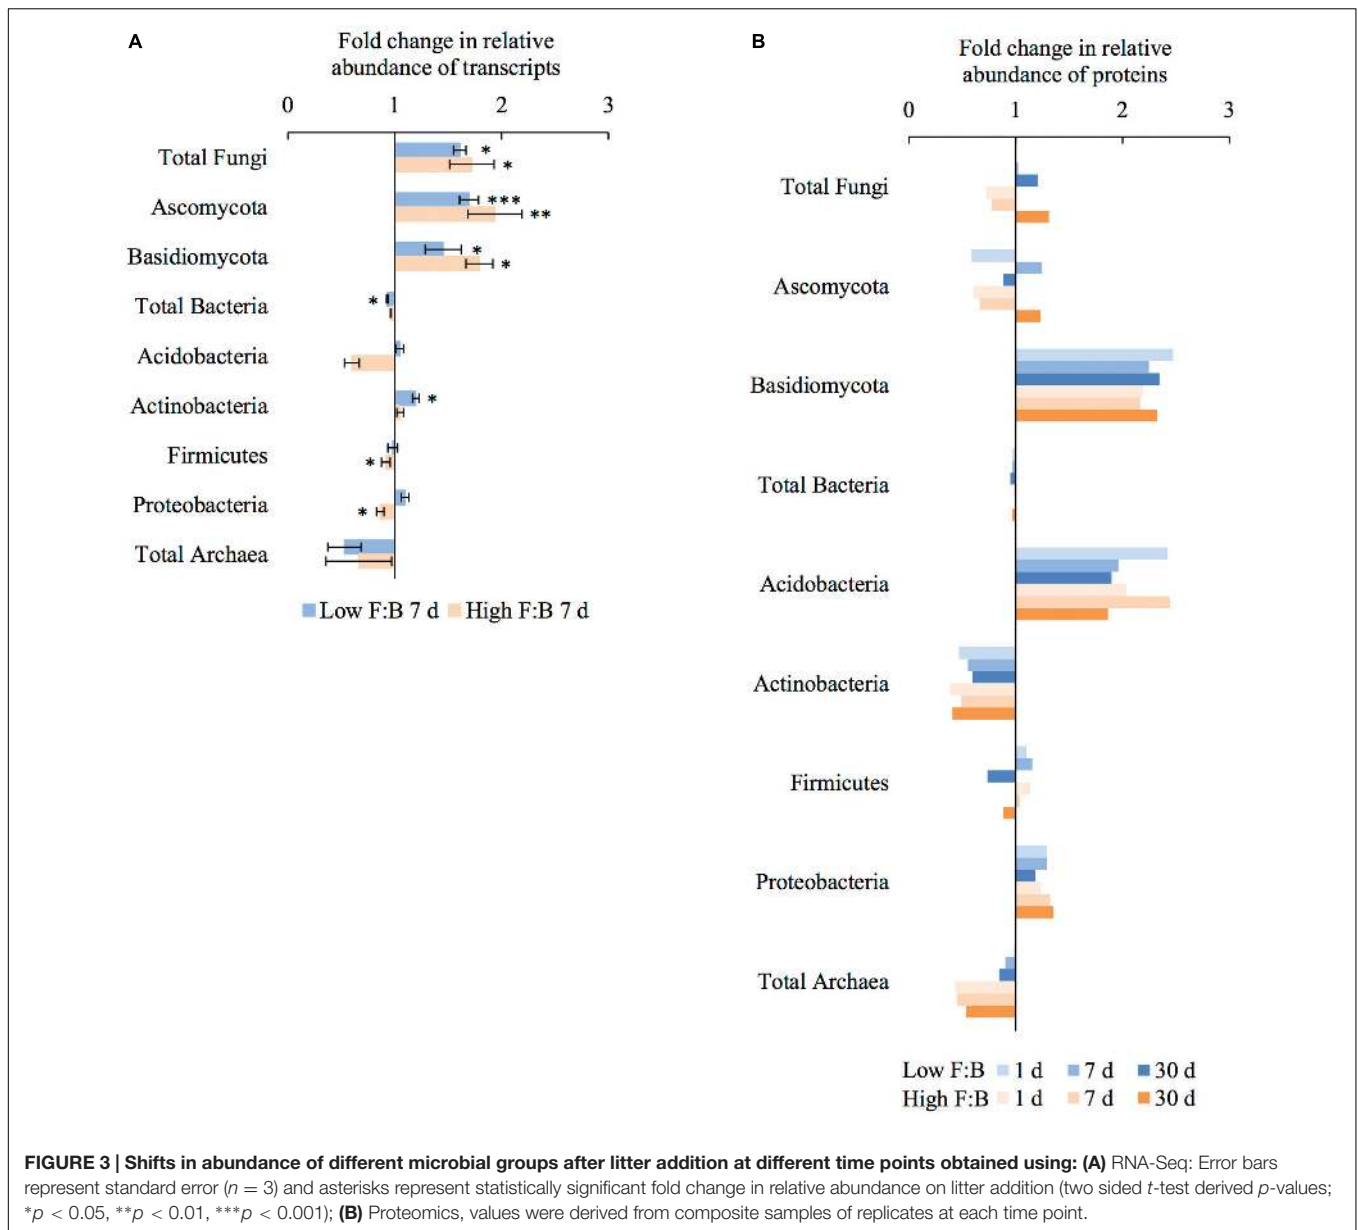 A
Fold change in relative
abundance of transcripts
0 1 2 3
Total Fungi
*
*
Ascomycota
***
**
Basidiomycota
*
*
Total Bacteria
*
Acidobacteria
Actinobacteria
*
Firmicutes
*
Proteobacteria
*
Total Archaea
Low F:B 7 d High F:B 7 d
B
Fold change in relative
abundance of proteins
0 1 2 3
Total Fungi
Ascomycota
Basidiomycota
Total Bacteria
Acidobacteria
Actinobacteria
Firmicutes
Proteobacteria
Total Archaea
Low F:B 1 d 7 d 30 d
High F:B 1 d 7 d 30 d
FIGURE 3 | Shifts in abundance of different microbial groups after litter addition at different time points obtained using: (A) RNA-Seq: Error bars
represent standard error (n = 3) and asterisks represent statistically significant fold change in relative abundance on litter addition (two sided t-test derived p-values;
*p < 0.05, **p < 0.01, ***p < 0.001); (B) Proteomics, values were derived from composite samples of replicates at each time point.